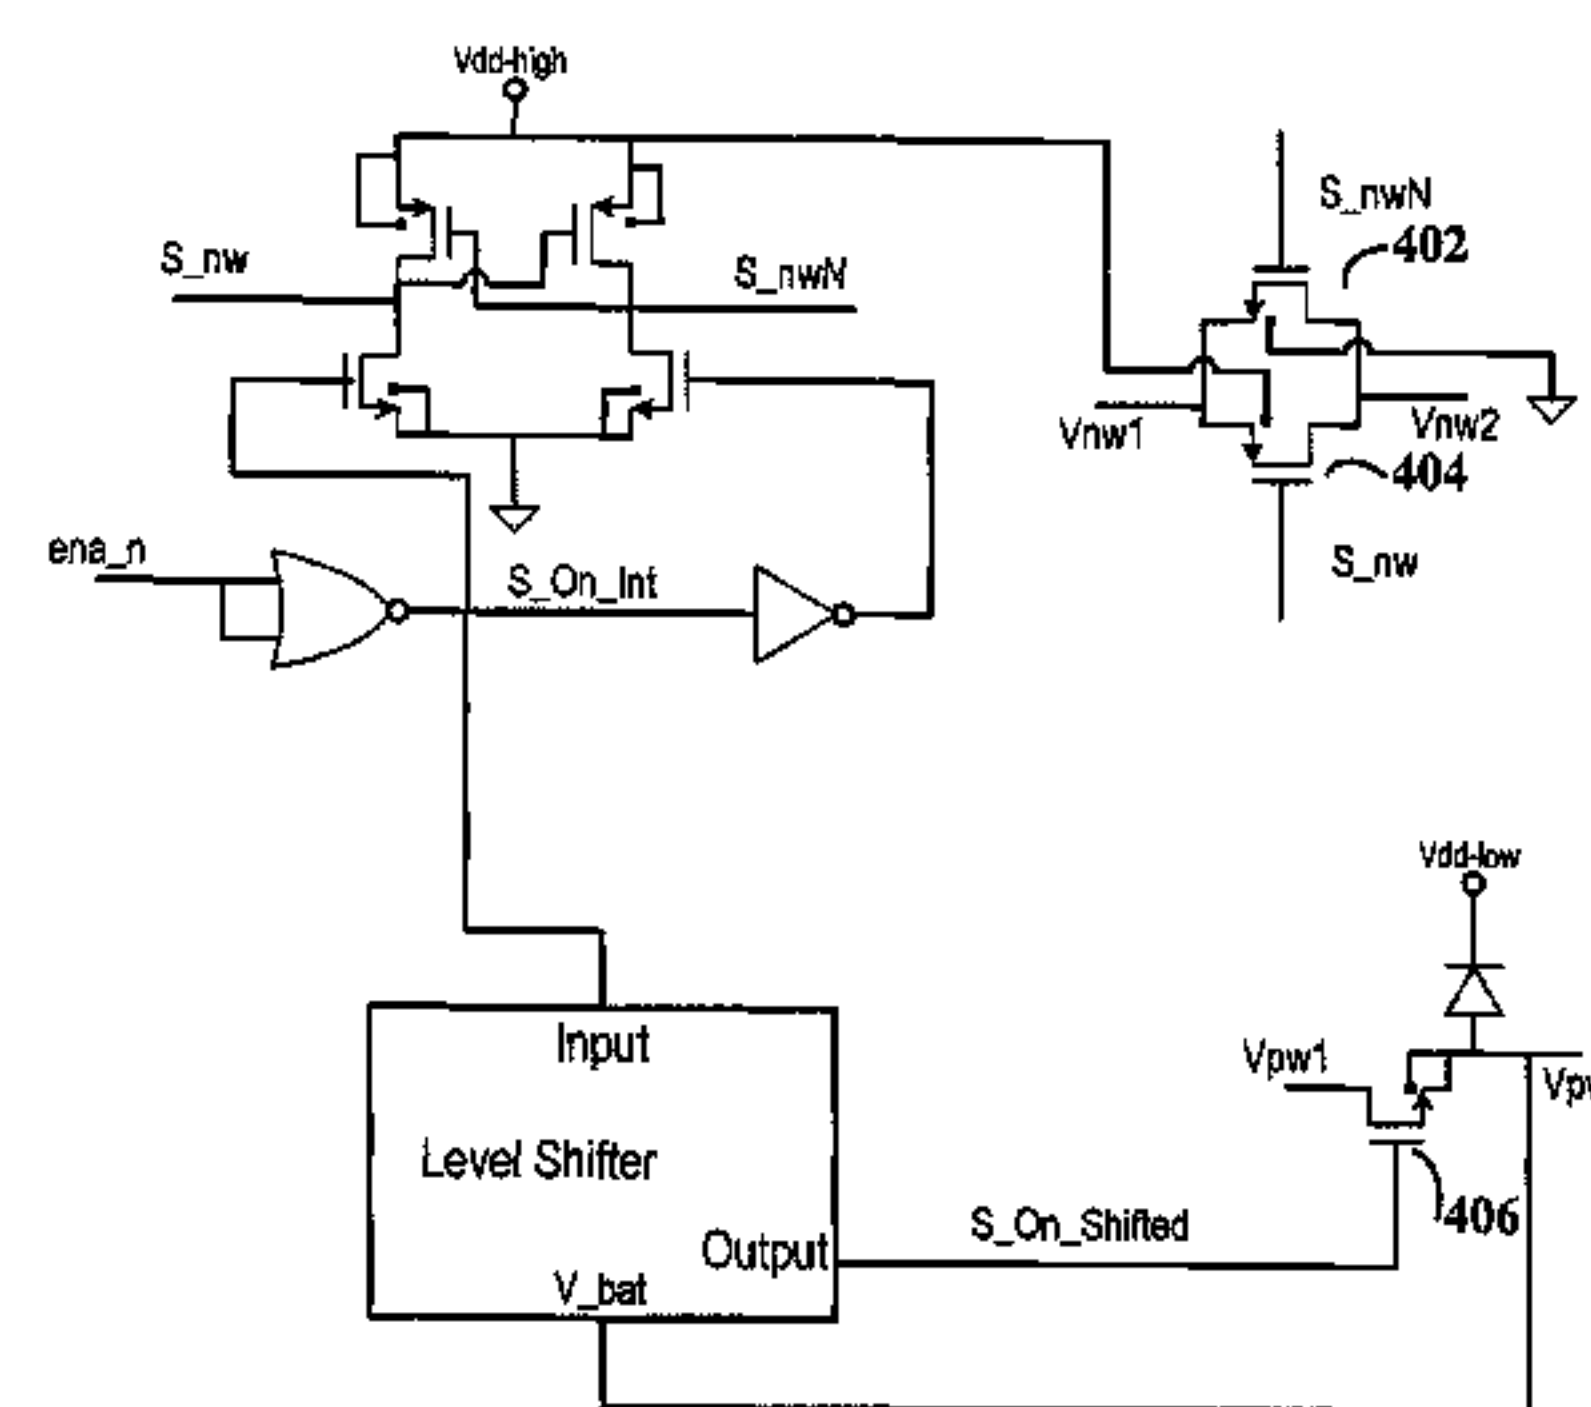 Vdd-high
S_nwN
402
S_nw
S_nwN
Vnw1
Vnw2
404
ena_n
S_On_Int
S_nw
Vdd-low
Input
Vpw1
Level Shifter
406
S_On_Shifted
Output
V_bat